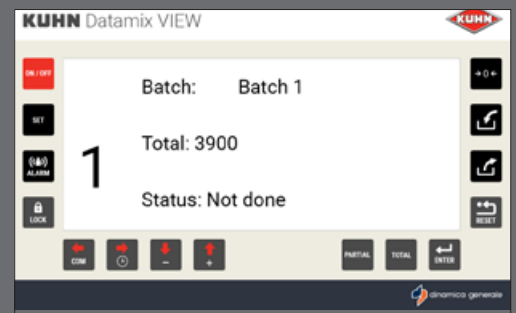 KUHN Datamix VIEW
KUHN
ON / OFF
→0←
Batch: Batch 1
SET
Total: 3900
1
ALARM
Status: Not done
LOCK
RESET
COM
−
+
PARTIAL
TOTAL
ENTER
dinamica generale